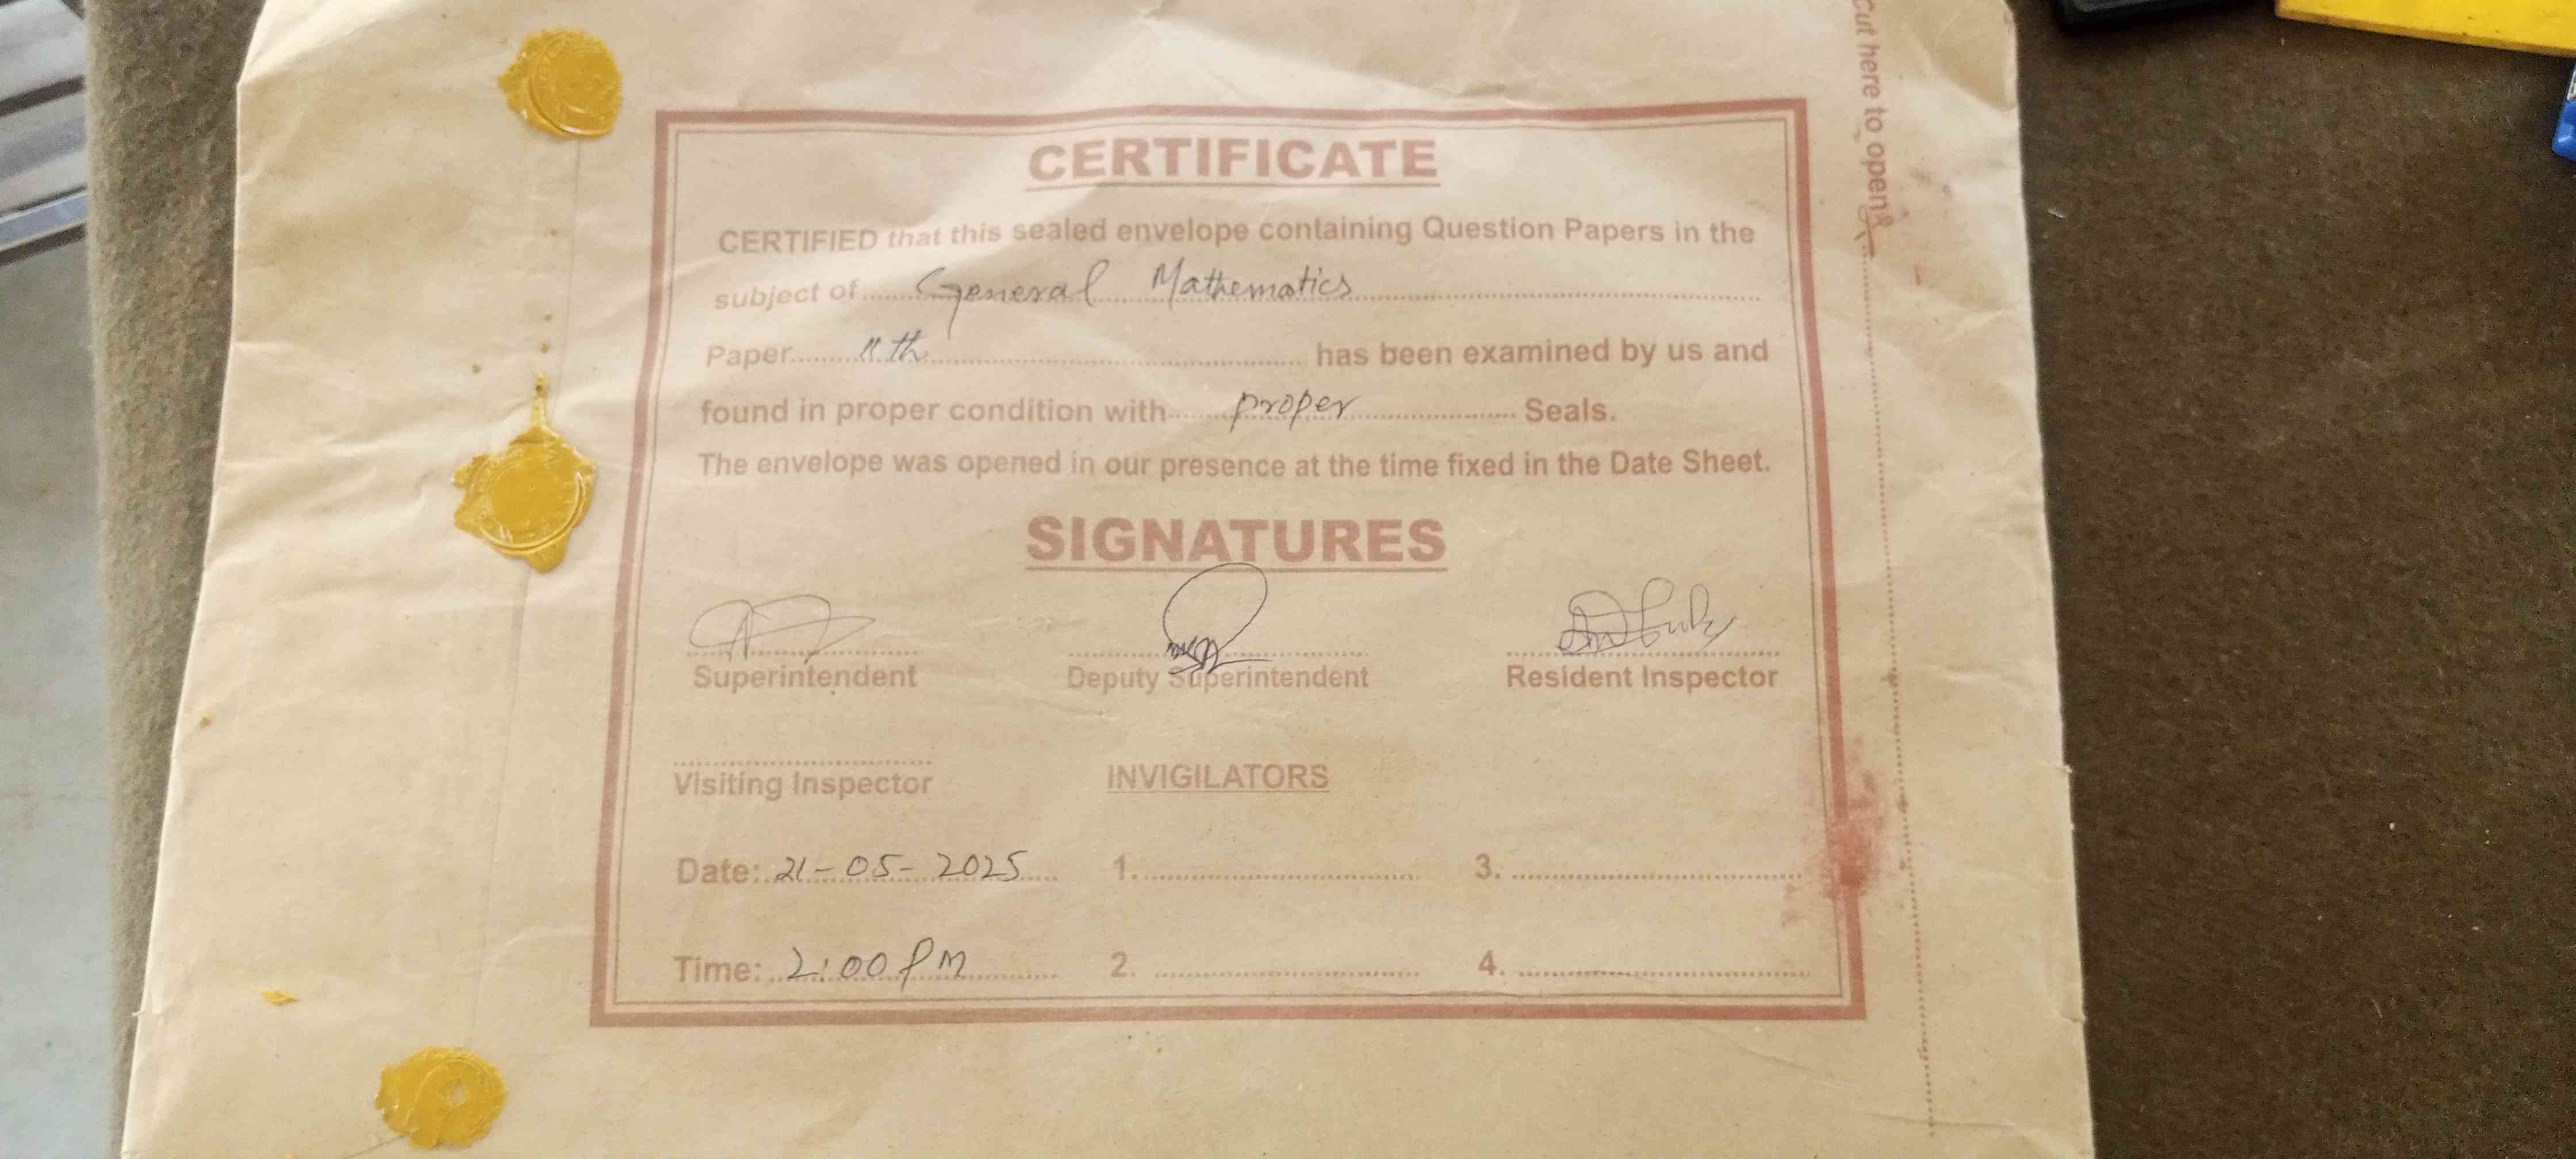 Cut here to open
CERTIFICATE
CERTIFIED that this sealed envelope containing Question Papers in the
subject of General Mathematics
Paper 11th has been examined by us and
found in proper condition with proper Seals.
The envelope was opened in our presence at the time fixed in the Date Sheet.
SIGNATURES
Superintendent Deputy Superintendent Resident Inspector
Visiting Inspector INVIGILATORS
Date: 21-05-2025 1. 3.
Time: 2:00 PM 2. 4.